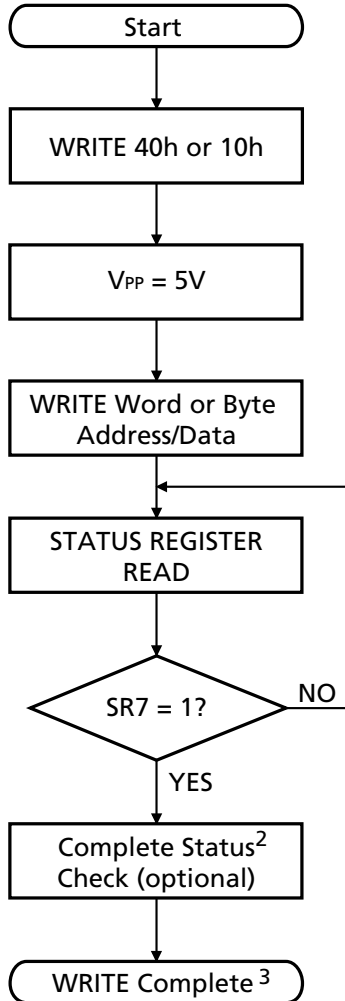 Start
WRITE 40h or 10h
VPP = 5V
WRITE Word or Byte
Address/Data
STATUS REGISTER
READ
SR7 = 1?
NO
YES
Complete Status2
Check (optional)
WRITE Complete 3